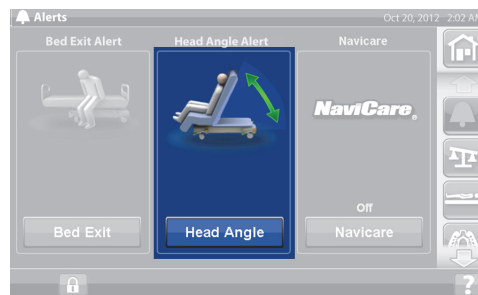 Alerts
Oct 20, 2012 2:02 AM
Bed Exit Alert
Head Angle Alert
Navicare
NaviCare®
Off
Bed Exit
Head Angle
Navicare
?